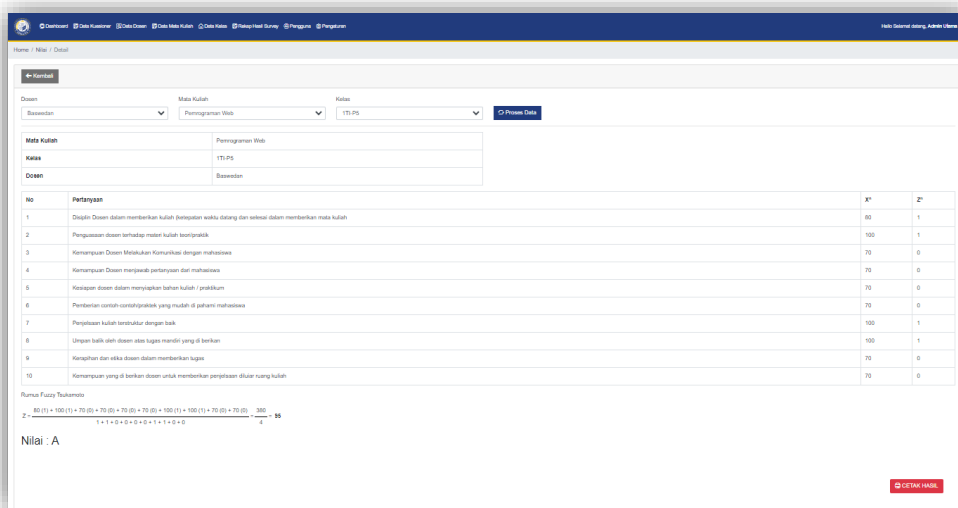 Dashboard Data Kuesioner Data Dosen Data Mata Kuliah Data Kelas Rekap Hasil Survey Pengguna Pengaturan Hello Selamat datang, Admin Utama
Home / Nilai / Detail
Kembali
Dosen Mata Kuliah Kelas
Baswedan Pemrograman Web 1TI-P5 Proses Data
Mata Kuliah Pemrograman Web
Kelas 1TI-P5
Dosen Baswedan
No Pertanyaan X^ Z^
1 Disiplin Dosen dalam memberikan kuliah (ketepatan waktu datang dan selesai dalam memberikan mata kuliah 80 1
2 Penguasaan dosen terhadap materi kuliah teori/praktik 100 1
3 Kemampuan Dosen Melakukan Komunikasi dengan mahasiswa 70 0
4 Kemampuan Dosen menjawab pertanyaan dari mahasiswa 70 0
5 Kesiapan dosen dalam menyiapkan bahan kuliah / praktikum 70 0
6 Pemberian contoh-contoh/praktek yang mudah di pahami mahasiswa 70 0
7 Penjelasan kuliah terstruktur dengan baik 100 1
8 Umpan balik oleh dosen atas tugas mandiri yang di berikan 100 1
9 Kerapihan dan etika dosen dalam memberikan tugas 70 0
10 Kemampuan yang di berikan dosen untuk memberikan penjelasan diluar ruang kuliah 70 0
Rumus Fuzzy Tsukamoto
80 (1) + 100 (1) + 70 (0) + 70 (0) + 70 (0) + 70 (0) + 100 (1) + 100 (1) + 70 (0) + 70 (0) 380
Z = = = 95
1 + 1 + 0 + 0 + 0 + 0 + 1 + 1 + 0 + 0 4
Nilai : A
CETAK HASIL